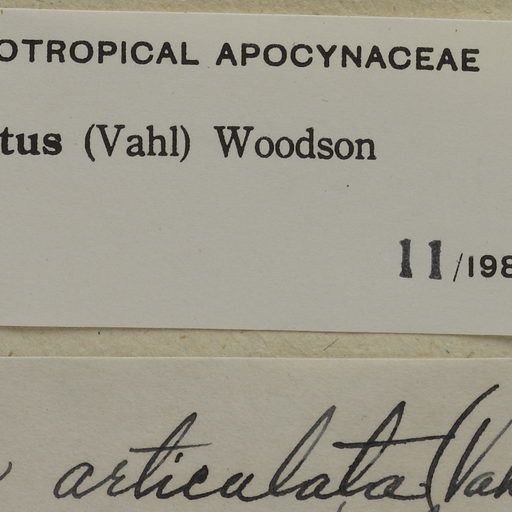 OTROPICAL APOCYNACEAE
tus (Vahl) Woodson
11/198
articulata (Vah